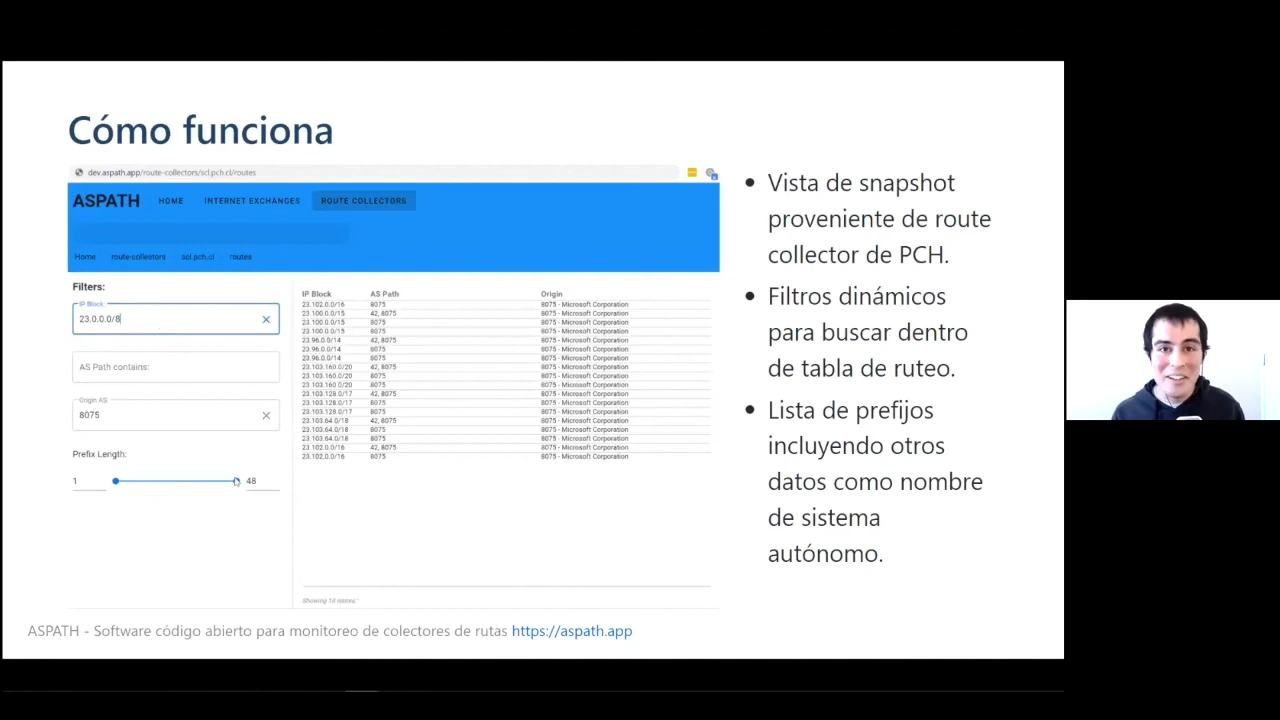 Cómo funciona
dev.aspath.app/route-collectors/scl.pch.cl/routes
ASPATH HOME INTERNET EXCHANGES ROUTE COLLECTORS
Home route-collectors scl.pch.cl routes
Filters:
IP Block
23.0.0.0/8
AS Path contains:
Origin AS
8075
Prefix Length:
1 48
IP Block AS Path Origin
23.102.0.0/16 8075 8075 - Microsoft Corporation
23.100.0.0/15 42, 8075 8075 - Microsoft Corporation
23.100.0.0/15 8075 8075 - Microsoft Corporation
23.100.0.0/15 8075 8075 - Microsoft Corporation
23.96.0.0/14 42, 8075 8075 - Microsoft Corporation
23.96.0.0/14 8075 8075 - Microsoft Corporation
23.96.0.0/14 8075 8075 - Microsoft Corporation
23.103.160.0/20 42, 8075 8075 - Microsoft Corporation
23.103.160.0/20 8075 8075 - Microsoft Corporation
23.103.160.0/20 8075 8075 - Microsoft Corporation
23.103.128.0/17 42, 8075 8075 - Microsoft Corporation
23.103.128.0/17 8075 8075 - Microsoft Corporation
23.103.128.0/17 8075 8075 - Microsoft Corporation
23.103.64.0/18 42, 8075 8075 - Microsoft Corporation
23.103.64.0/18 8075 8075 - Microsoft Corporation
23.103.64.0/18 8075 8075 - Microsoft Corporation
23.102.0.0/16 42, 8075 8075 - Microsoft Corporation
23.102.0.0/16 8075 8075 - Microsoft Corporation
Showing 18 routes
• Vista de snapshot
proveniente de route
collector de PCH.
• Filtros dinámicos
para buscar dentro
de tabla de ruteo.
• Lista de prefijos
incluyendo otros
datos como nombre
de sistema
autónomo.
ASPATH - Software código abierto para monitoreo de colectores de rutas https://aspath.app